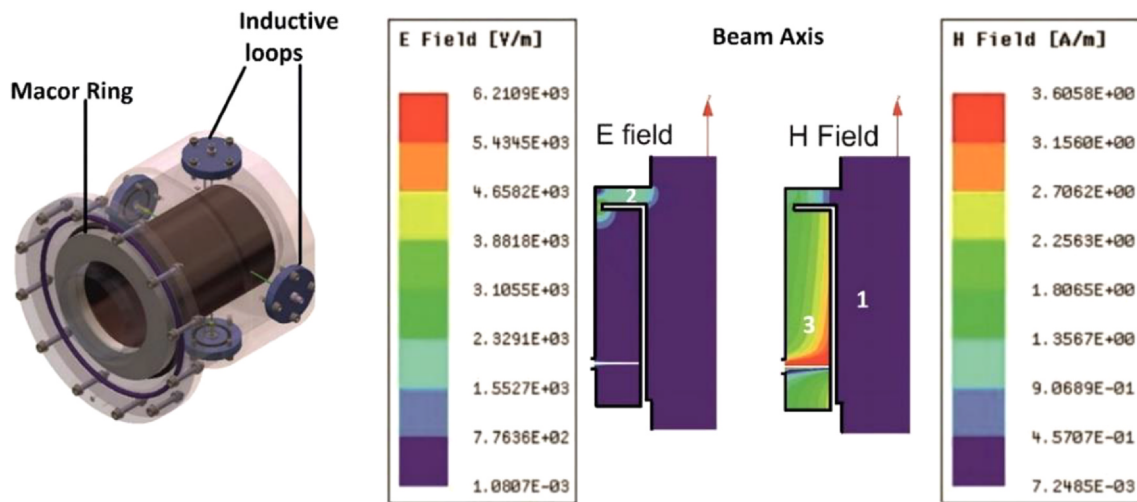 Inductive
loops
Macor Ring
E Field [V/m]
6.2109E+03
5.4345E+03
4.6582E+03
3.8818E+03
3.1055E+03
2.3291E+03
1.5527E+03
7.7636E+02
1.0807E-03
Beam Axis
E field
2
H Field
1
3
H Field [A/m]
3.6058E+00
3.1560E+00
2.7062E+00
2.2563E+00
1.8065E+00
1.3567E+00
9.0689E-01
4.5707E-01
7.2485E-03